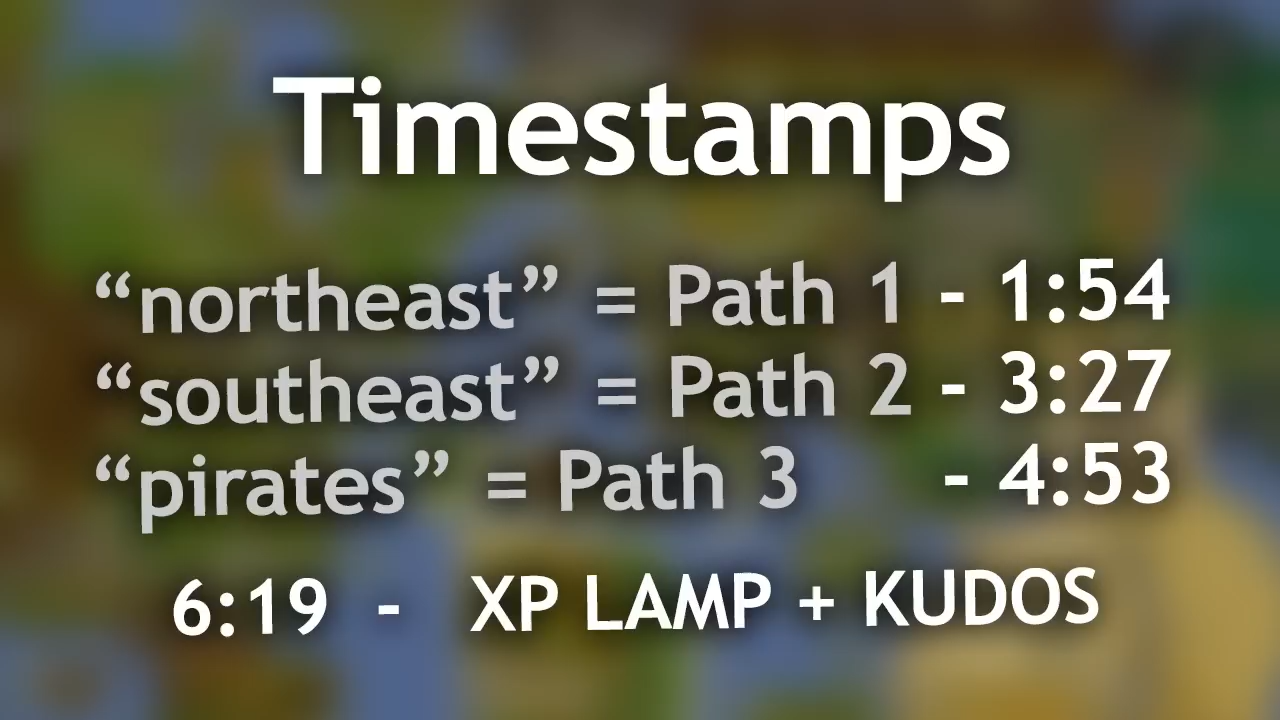 Timestamps
“northeast” = Path 1 - 1:54
“southeast” = Path 2 - 3:27
“pirates” = Path 3 - 4:53
6:19 - XP LAMP + KUDOS